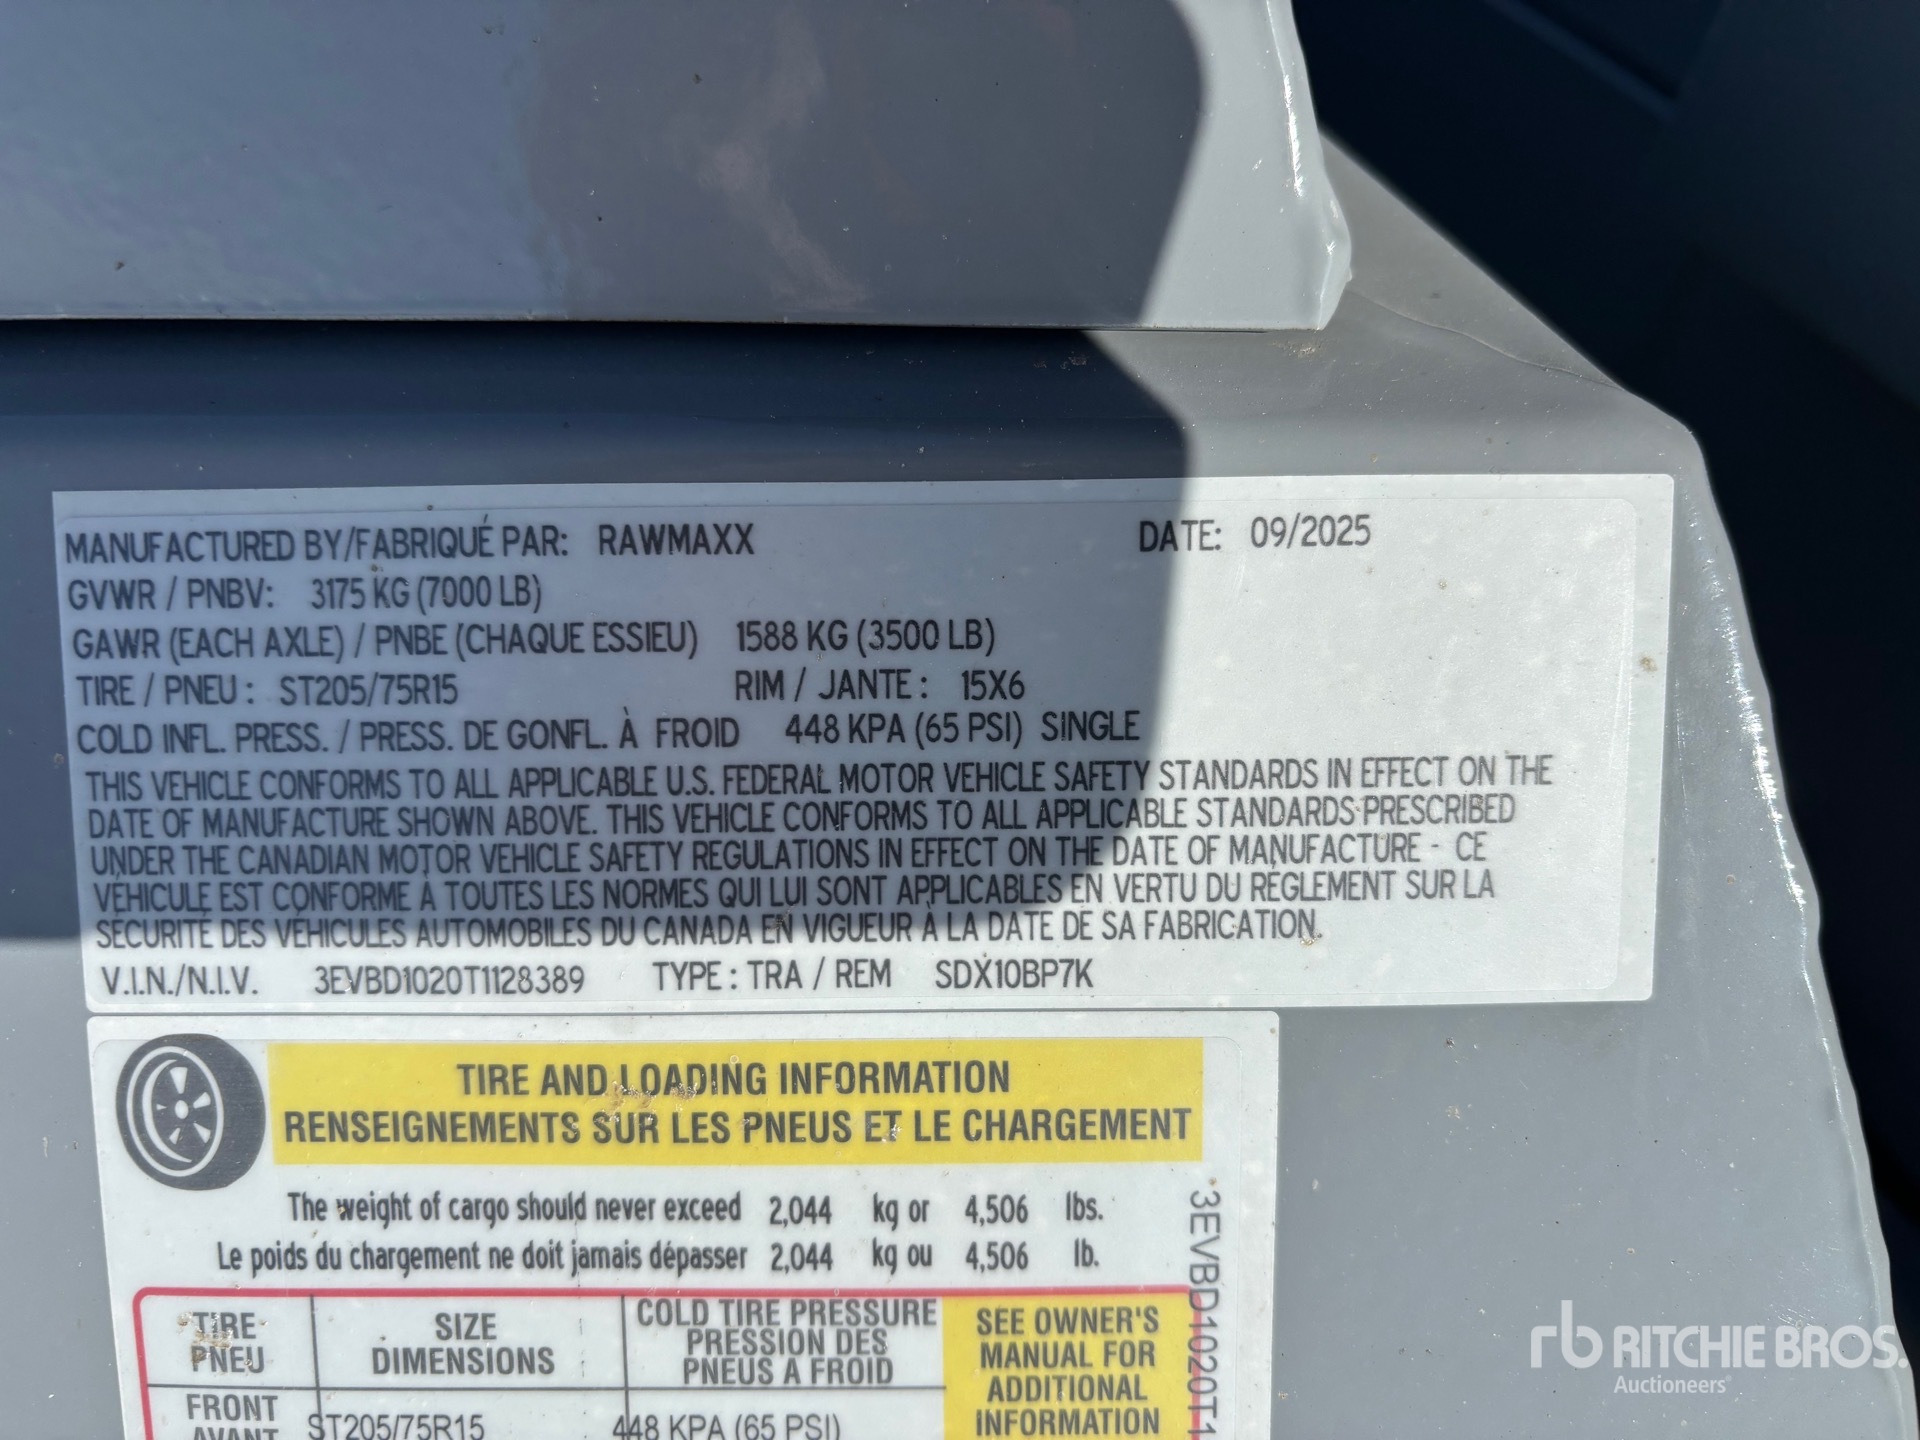 MANUFACTURED BY/FABRIQUÉ PAR: RAWMAXX DATE: 09/2025
GVWR / PNBV: 3175 KG (7000 LB)
GAWR (EACH AXLE) / PNBE (CHAQUE ESSIEU) 1588 KG (3500 LB)
TIRE / PNEU : ST205/75R15 RIM / JANTE : 15X6
COLD INFL. PRESS. / PRESS. DE GONFL. À FROID 448 KPA (65 PSI) SINGLE
THIS VEHICLE CONFORMS TO ALL APPLICABLE U.S. FEDERAL MOTOR VEHICLE SAFETY STANDARDS IN EFFECT ON THE
DATE OF MANUFACTURE SHOWN ABOVE. THIS VEHICLE CONFORMS TO ALL APPLICABLE STANDARDS PRESCRIBED
UNDER THE CANADIAN MOTOR VEHICLE SAFETY REGULATIONS IN EFFECT ON THE DATE OF MANUFACTURE - CE
VÉHICULE EST CONFORME À TOUTES LES NORMES QUI LUI SONT APPLICABLES EN VERTU DU RÈGLEMENT SUR LA
SÉCURITÉ DES VÉHICULES AUTOMOBILES DU CANADA EN VIGUEUR À LA DATE DE SA FABRICATION.
V.I.N./N.I.V. 3EVBD1020T1128389 TYPE : TRA / REM SDX10BP7K
TIRE AND LOADING INFORMATION
RENSEIGNEMENTS SUR LES PNEUS ET LE CHARGEMENT
The weight of cargo should never exceed 2,044 kg or 4,506 lbs.
Le poids du chargement ne doit jamais dépasser 2,044 kg ou 4,506 lb.
TIRE
PNEU
SIZE
DIMENSIONS
COLD TIRE PRESSURE
PRESSION DES
PNEUS A FROID
SEE OWNER'S
MANUAL FOR
ADDITIONAL
INFORMATION
FRONT
AVANT
ST205/75R15
448 KPA (65 PSI)
3EVBD1020T1
rb RITCHIE BROS.
Auctioneers